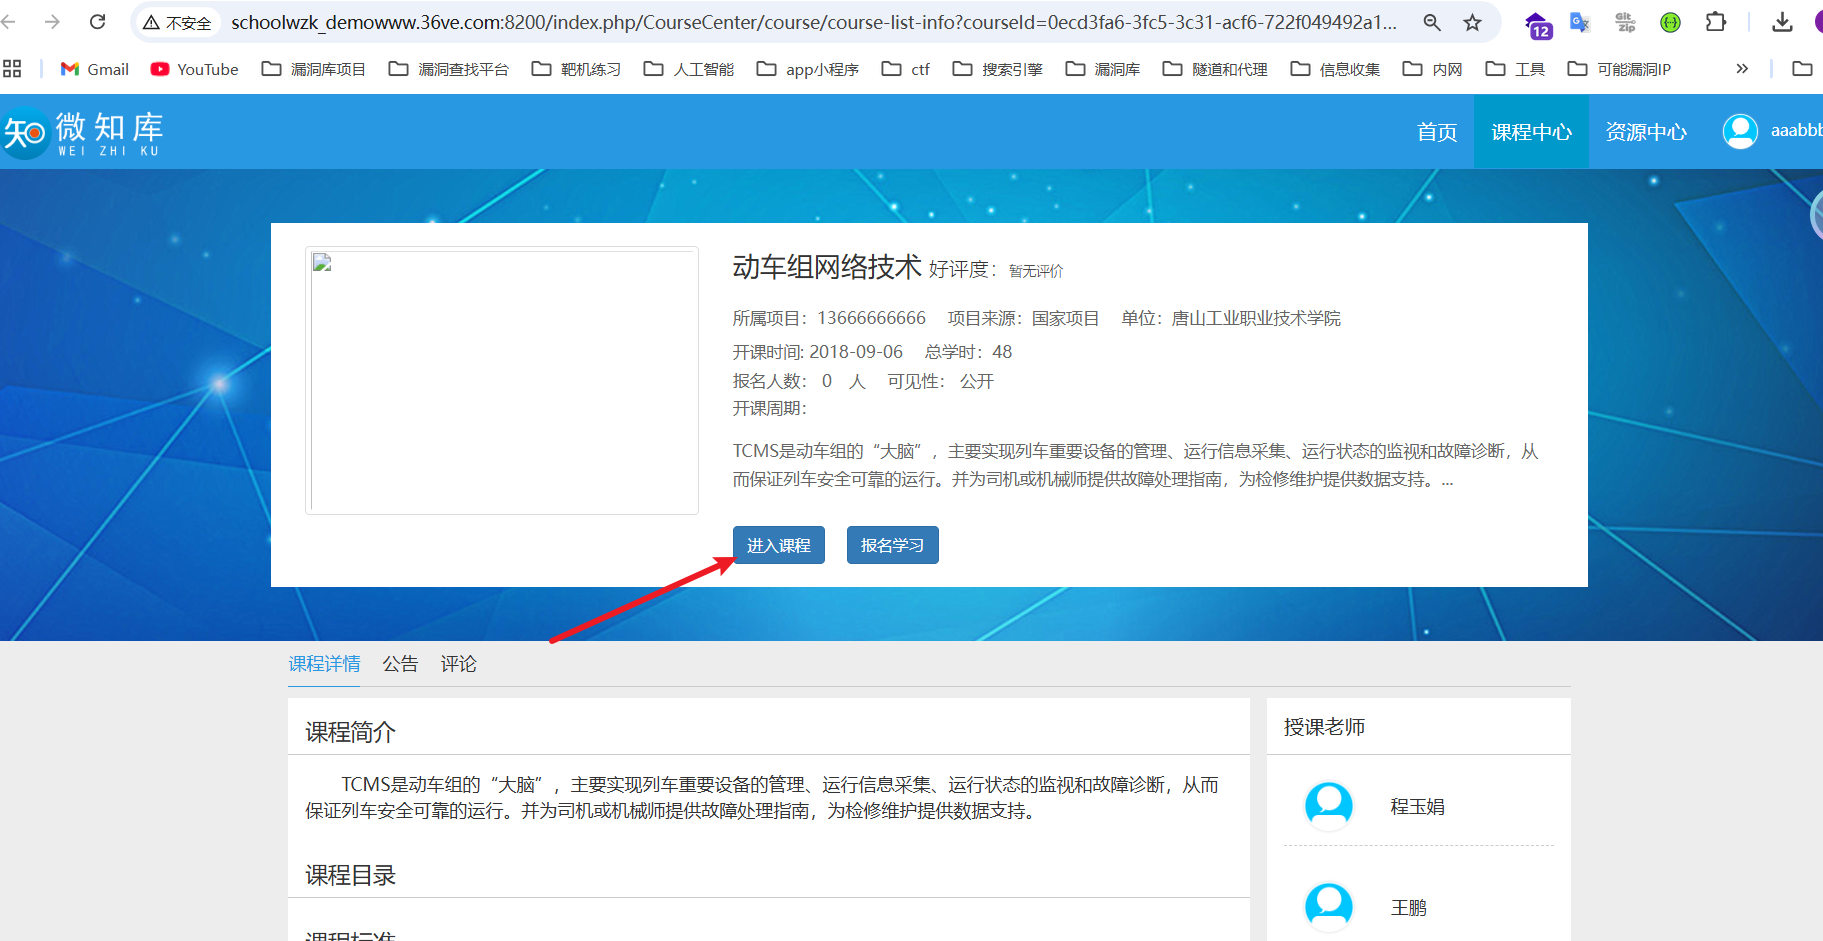 不安全 schoolwzk_demowww.36ve.com:8200/index.php/CourseCenter/course/course-list-info?courseId=0ecd3fa6-3fc5-3c31-acf6-722f049492a1... Git Zip {··} 12
Gmail YouTube 漏洞库项目 漏洞查找平台 靶机练习 人工智能 app小程序 ctf 搜索引擎 漏洞库 隧道和代理 信息收集 内网 工具 可能漏洞IP »
知 微知库 首页 课程中心 资源中心 aaabbb
WEI ZHI KU
动车组网络技术 好评度： 暂无评价
所属项目：13666666666 项目来源：国家项目 单位：唐山工业职业技术学院
开课时间: 2018-09-06 总学时：48
报名人数： 0 人 可见性： 公开
开课周期：
TCMS是动车组的“大脑”，主要实现列车重要设备的管理、运行信息采集、运行状态的监视和故障诊断，从
而保证列车安全可靠的运行。并为司机或机械师提供故障处理指南，为检修维护提供数据支持。...
进入课程 报名学习
课程详情 公告 评论
课程简介
TCMS是动车组的“大脑”，主要实现列车重要设备的管理、运行信息采集、运行状态的监视和故障诊断，从而
保证列车安全可靠的运行。并为司机或机械师提供故障处理指南，为检修维护提供数据支持。
课程目录
课程标准
授课老师
程玉娟
王鹏